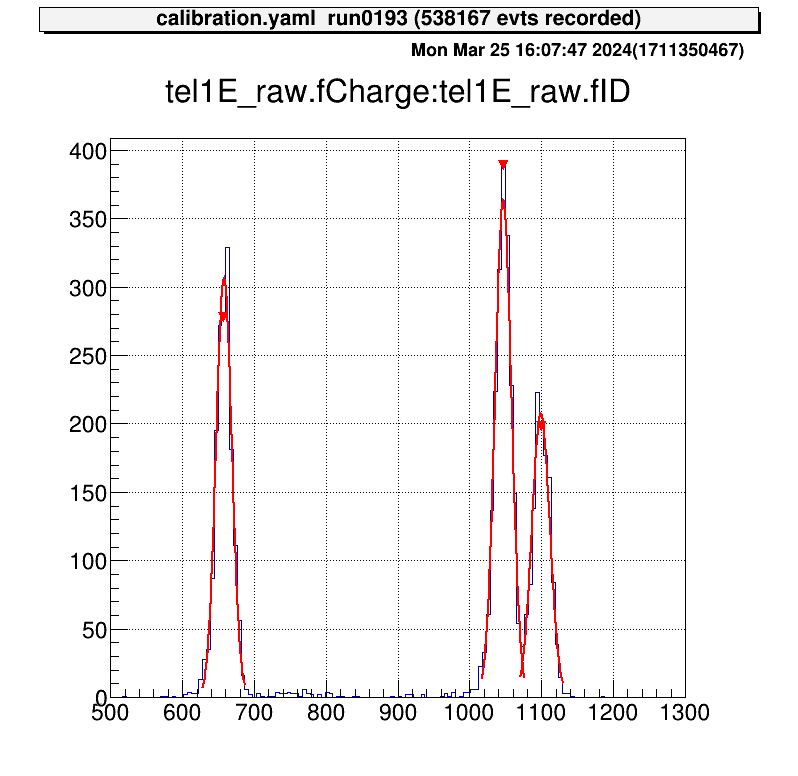 calibration.yaml run0193 (538167 evts recorded)
Mon Mar 25 16:07:47 2024(1711350467)
tel1E_raw.fCharge:tel1E_raw.fID
400
350
300
250
200
150
100
50
0
500 600 700 800 900 1000 1100 1200 1300